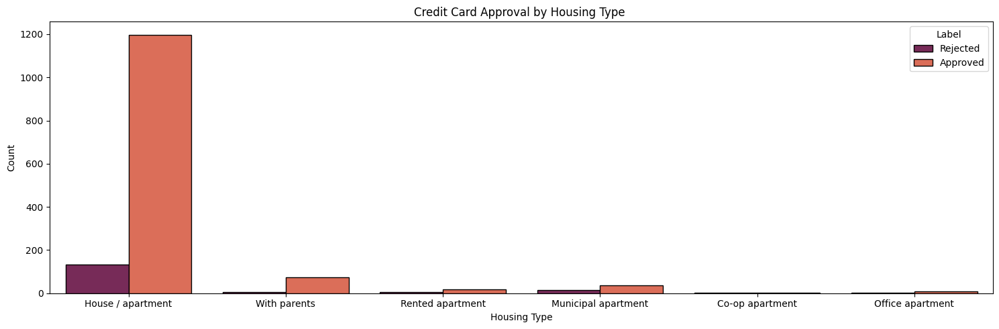 Credit Card Approval by Housing Type
Label
Rejected
Approved
1200
1000
800
600
400
200
0
Count
House / apartment
With parents
Rented apartment
Municipal apartment
Co-op apartment
Office apartment
Housing Type